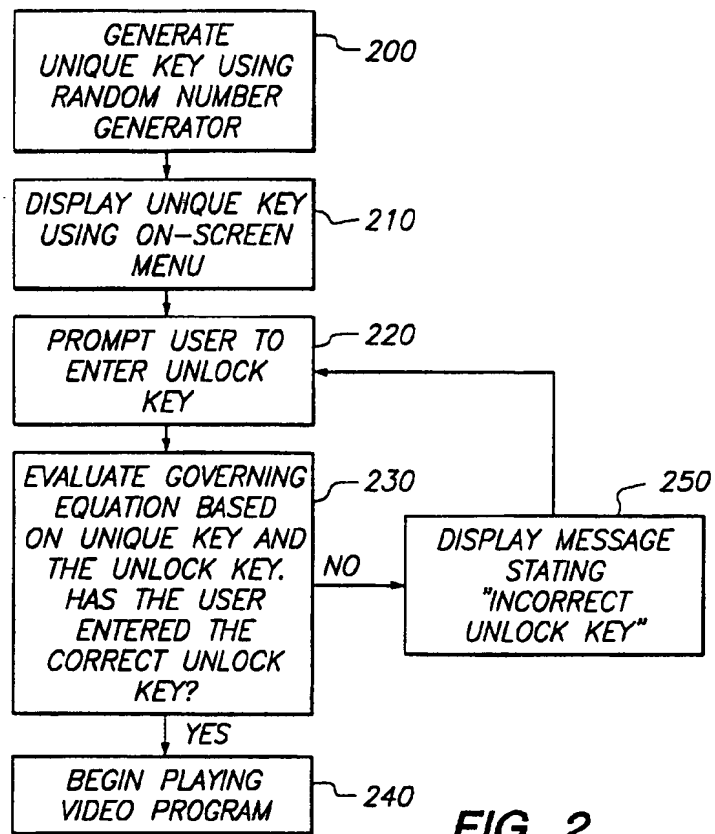 GENERATE
UNIQUE KEY USING
RANDOM NUMBER
GENERATOR
200
DISPLAY UNIQUE KEY
USING ON-SCREEN
MENU
210
PROMPT USER TO
ENTER UNLOCK
KEY
220
EVALUATE GOVERNING
EQUATION BASED
ON UNIQUE KEY AND
THE UNLOCK KEY.
HAS THE USER
ENTERED THE
CORRECT UNLOCK
KEY?
230
NO
DISPLAY MESSAGE
STATING
"INCORRECT
UNLOCK KEY"
250
YES
BEGIN PLAYING
VIDEO PROGRAM
240
FIG. 2